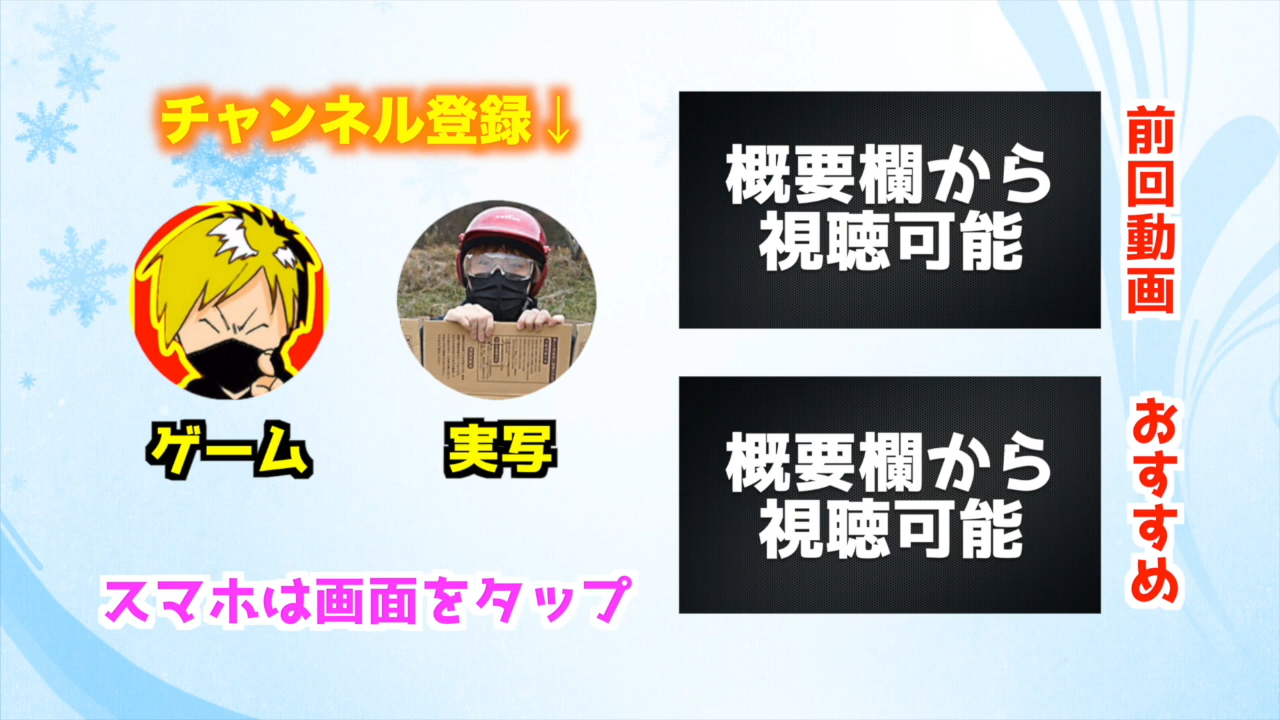 チャンネル登録↓
ゲーム
実写
スマホは画面をタップ
概要欄から
視聴可能
前回動画
概要欄から
視聴可能
おすすめ